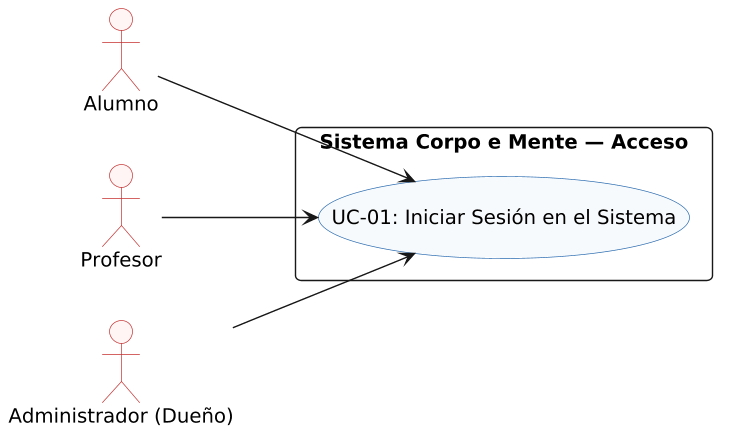 Alumno
Sistema Corpo e Mente — Acceso
UC-01: Iniciar Sesión en el Sistema
Profesor
Administrador (Dueño)